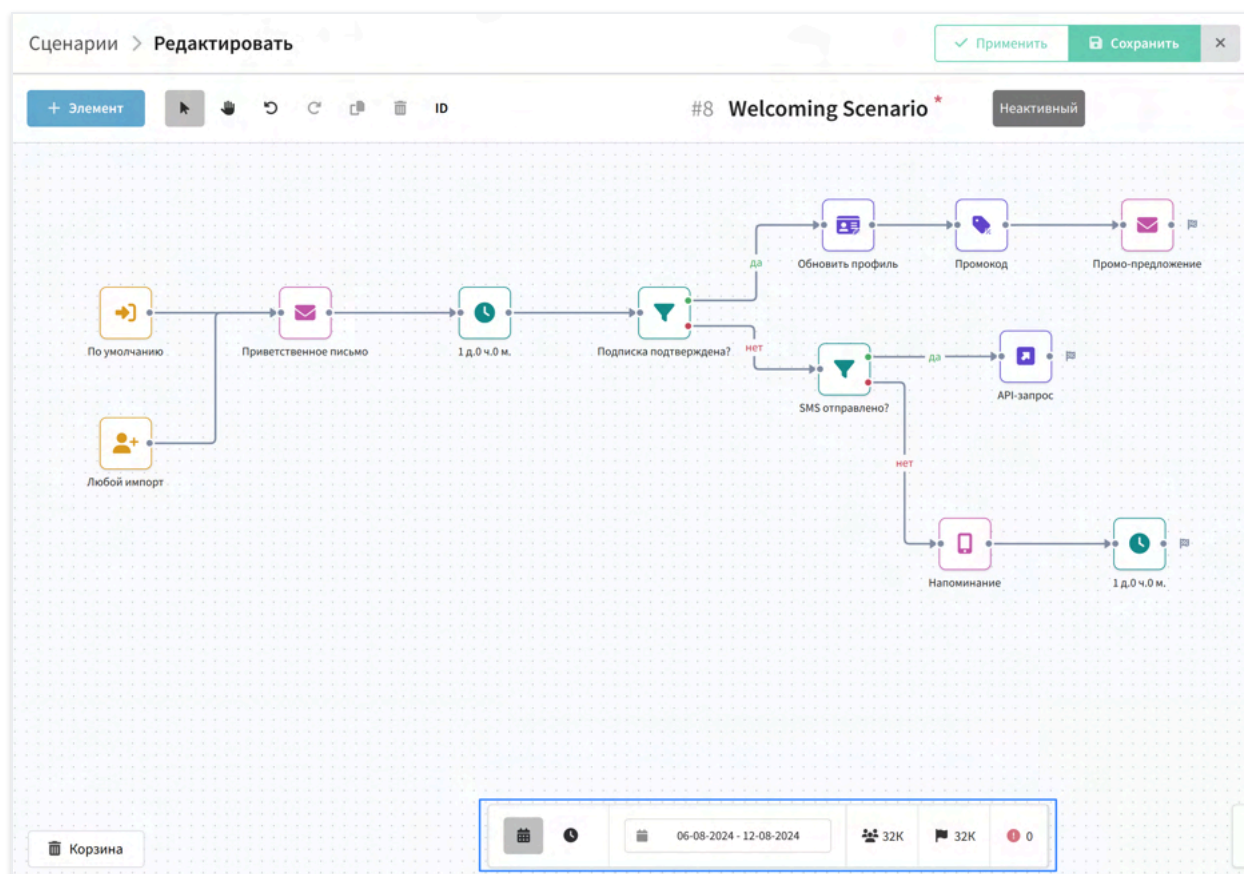 Сценарии > Редактировать
Применить
Сохранить
+ Элемент
ID
#8 Welcoming Scenario *
Неактивный
да
Обновить профиль
Промокод
Промо-предложение
По умолчанию
Приветственное письмо
1 д.0 ч.0 м.
Подписка подтверждена?
нет
да
SMS отправлено?
API-запрос
Любой импорт
нет
Напоминание
1 д.0 ч.0 м.
Корзина
06-08-2024 - 12-08-2024
32K
32K
0